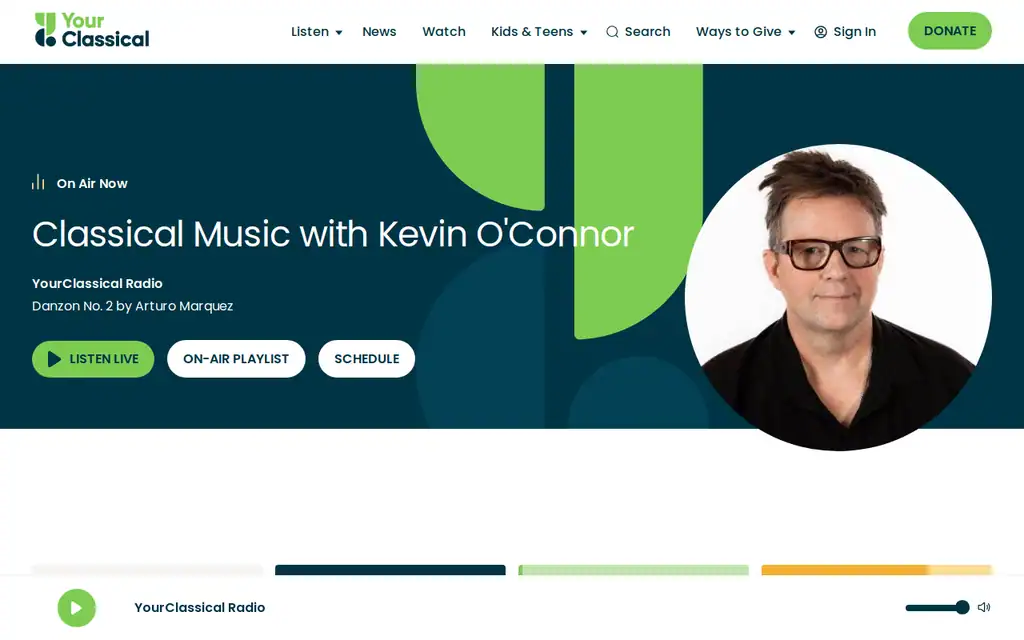 Your
Classical
Listen
News
Watch
Kids & Teens
Search
Ways to Give
Sign In
DONATE
On Air Now
Classical Music with Kevin O'Connor
YourClassical Radio
Danzon No. 2 by Arturo Marquez
LISTEN LIVE
ON-AIR PLAYLIST
SCHEDULE
YourClassical Radio